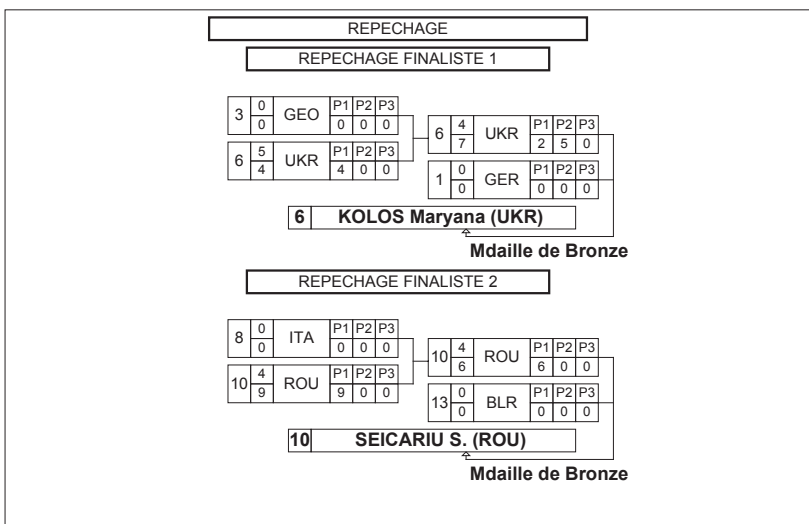 REPECHAGE
REPECHAGE FINALISTE 1
3 0 0 GEO P1 P2 P3 0 0 0
6 5 4 UKR P1 P2 P3 4 0 0
6 4 7 UKR P1 P2 P3 2 5 0
1 0 0 GER P1 P2 P3 0 0 0
6 KOLOS Maryana (UKR)
Mdaille de Bronze
REPECHAGE FINALISTE 2
8 0 0 ITA P1 P2 P3 0 0 0
10 4 9 ROU P1 P2 P3 9 0 0
10 4 6 ROU P1 P2 P3 6 0 0
13 0 0 BLR P1 P2 P3 0 0 0
10 SEICARIU S. (ROU)
Mdaille de Bronze